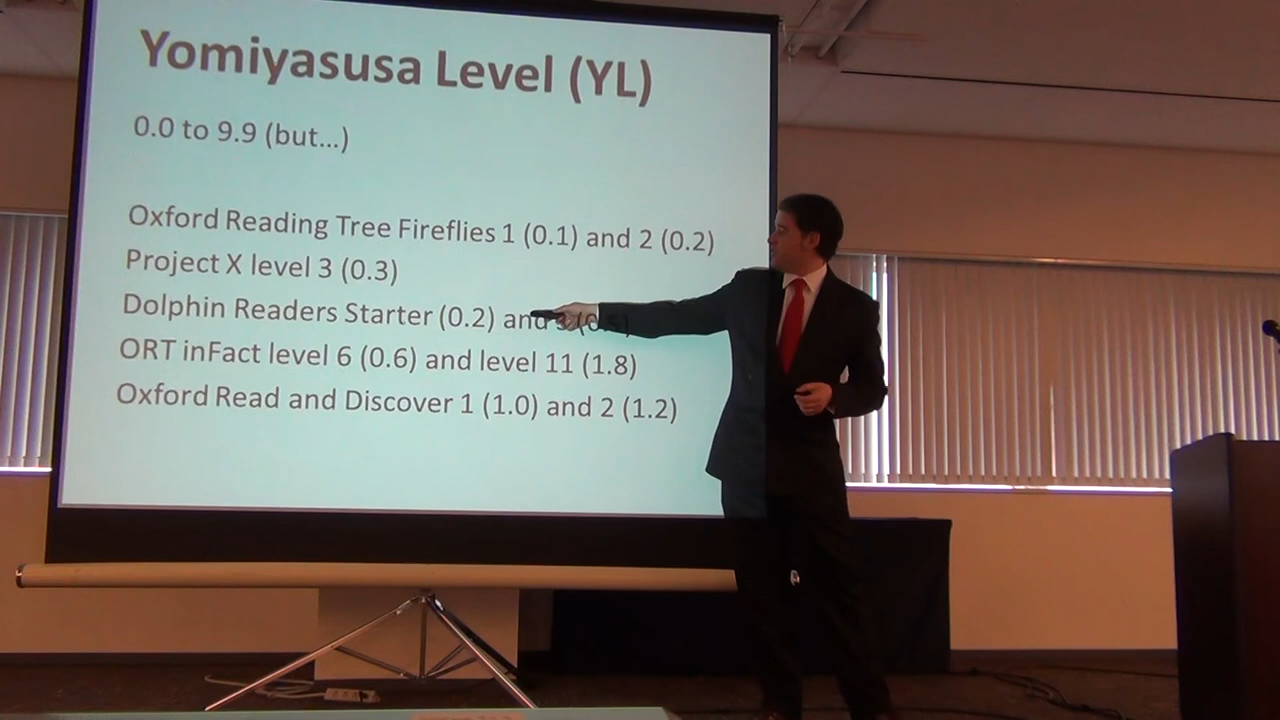 Yomiyasusa Level (YL)
0.0 to 9.9 (but...)
Oxford Reading Tree Fireflies 1 (0.1) and 2 (0.2)
Project X level 3 (0.3)
Dolphin Readers Starter (0.2) and
ORT inFact level 6 (0.6) and level 11 (1.8)
Oxford Read and Discover 1 (1.0) and 2 (1.2)